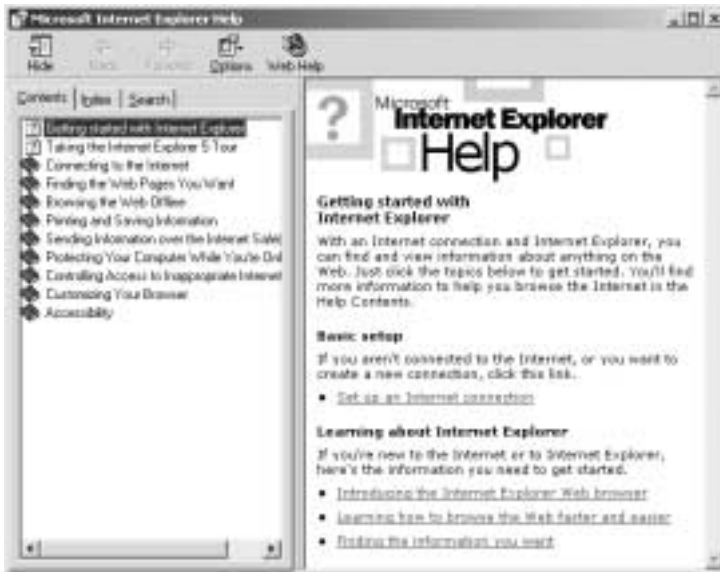 Microsoft Internet Explorer Help
Hide Back Forward Options Web Help
Contents Index Search
Getting started with Internet Explorer
Taking the Internet Explorer 5 Tour
Connecting to the Internet
Finding the Web Pages You Want
Browsing the Web Offline
Printing and Saving Information
Sending Information over the Internet Safel
Protecting Your Computer While You're Onl
Controlling Access to Inappropriate Internet
Customizing Your Browser
Accessibility
?
Microsoft
Internet Explorer
Help
Getting started with
Internet Explorer
With an Internet connection and Internet Explorer, you
can find and view information about anything on the
Web. Just click the topics below to get started. You'll find
more information to help you browse the Internet in the
Help Contents.
Basic setup
If you aren't connected to the Internet, or you want to
create a new connection, click this link.
• Set up an Internet connection
Learning about Internet Explorer
If you're new to the Internet or to Internet Explorer,
here's the information you need to get started.
• Introducing the Internet Explorer Web browser
• Learning how to browse the Web faster and easier
• Finding the information you want